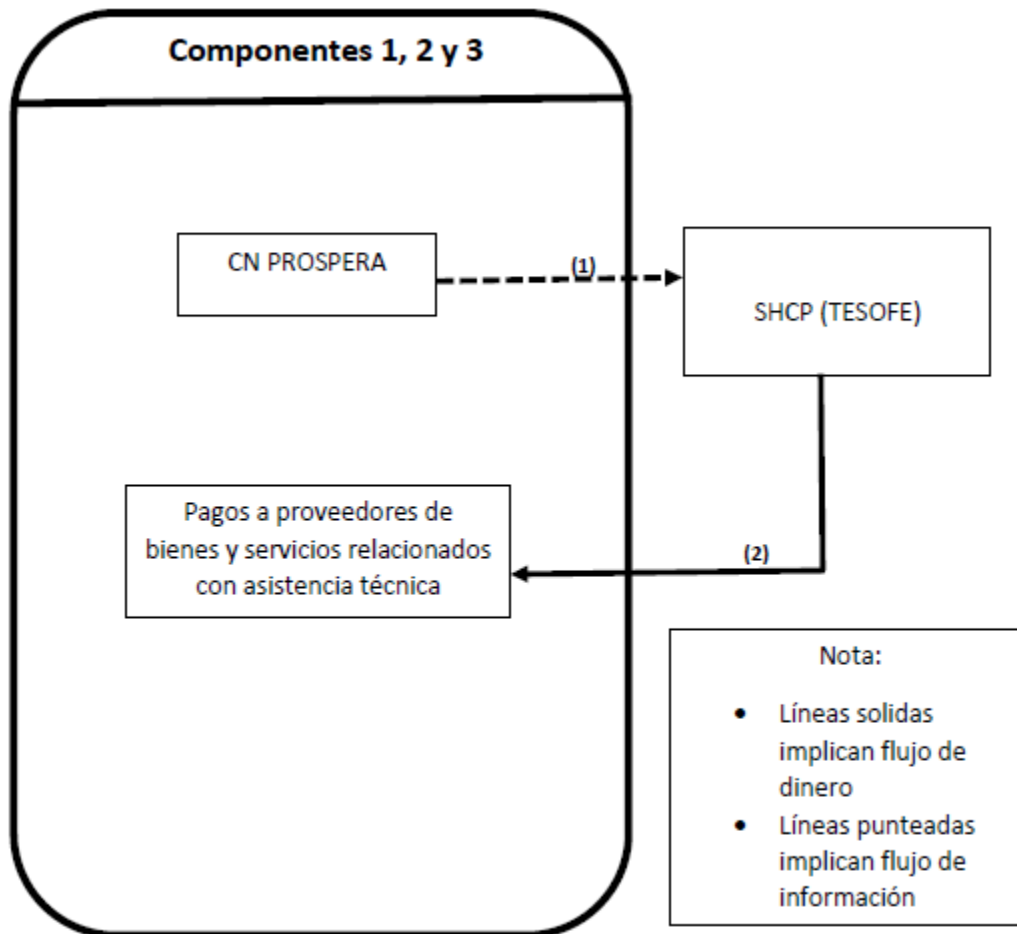 Componentes 1, 2 y 3
CN PROSPERA
(1)
SHCP (TESOFE)
Pagos a proveedores de
bienes y servicios relacionados
con asistencia técnica
(2)
Nota:
• Líneas solidas
implican flujo de
dinero
• Líneas punteadas
implican flujo de
información